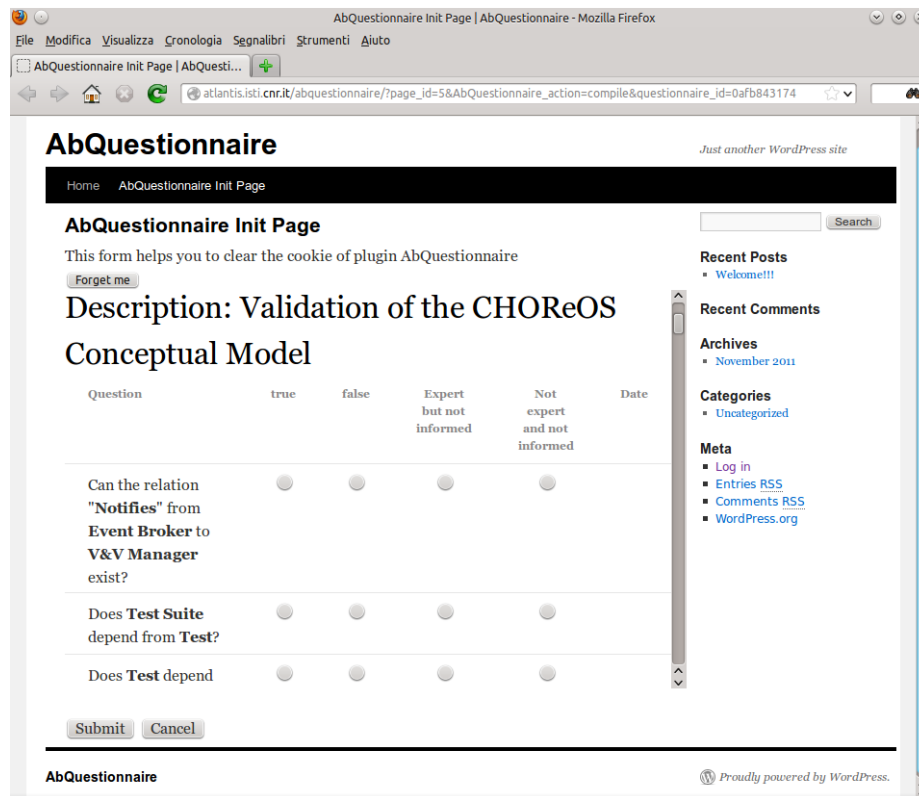 AbQuestionnaire Init Page | AbQuestionnaire - Mozilla Firefox
File Modifica Visualizza Cronologia Segnalibri Strumenti Aiuto
AbQuestionnaire Init Page | AbQuesti...
atlantis.isti.cnr.it/abquestionnaire/?page_id=5&AbQuestionnaire_action=compile&questionnaire_id=0afb843174
AbQuestionnaire
Just another WordPress site
Home AbQuestionnaire Init Page
AbQuestionnaire Init Page
This form helps you to clear the cookie of plugin AbQuestionnaire
Forget me
Description: Validation of the CHOReOS
Conceptual Model
Question true false Expert Not Date
but not expert
informed and not
informed
Can the relation
"Notifies" from
Event Broker to
V&V Manager
exist?
Does Test Suite
depend from Test?
Does Test depend
Submit Cancel
Search
Recent Posts
Welcome!!!
Recent Comments
Archives
November 2011
Categories
Uncategorized
Meta
Log in
Entries RSS
Comments RSS
WordPress.org
AbQuestionnaire
Proudly powered by WordPress.